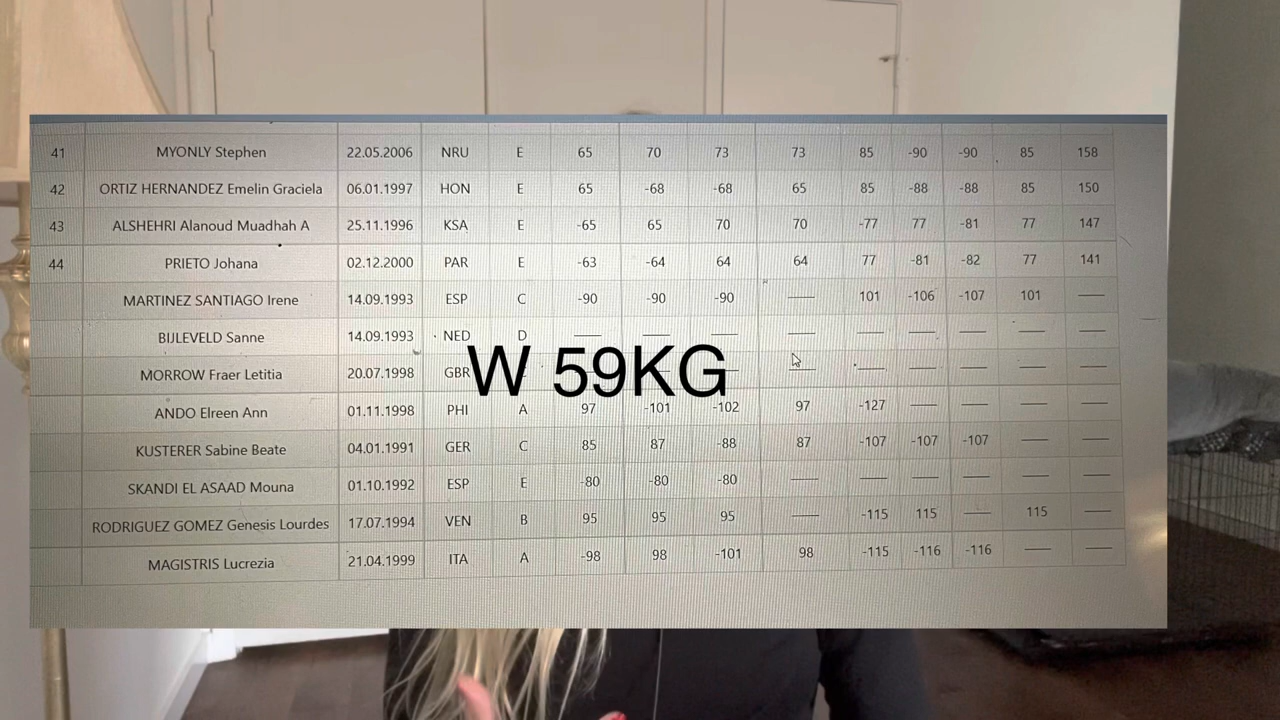 41 MYONLY Stephen 22.05.2006 NRU E 65 70 73 73 85 -90 -90 85 158
42 ORTIZ HERNANDEZ Emelin Graciela 06.01.1997 HON E 65 -68 -68 65 85 -88 -88 85 150
43 ALSHEHRI Alanoud Muadhah A 25.11.1996 KSA E -65 65 70 70 -77 77 -81 77 147
44 PRIETO Johana 02.12.2000 PAR E -63 -64 64 64 77 -81 -82 77 141
MARTINEZ SANTIAGO Irene 14.09.1993 ESP C -90 -90 -90 — 101 -106 -107 101 —
BIJLEVELD Sanne 14.09.1993 NED D — — — — — — — — —
MORROW Fraer Letitia 20.07.1998 GBR — — — — — —
W 59KG
ANDO Elreen Ann 01.11.1998 PHI A 97 -101 -102 97 -127 — — — —
KUSTERER Sabine Beate 04.01.1991 GER C 85 87 -88 87 -107 -107 -107 — —
SKANDI EL ASAAD Mouna 01.10.1992 ESP E -80 -80 -80 — — — — — —
RODRIGUEZ GOMEZ Genesis Lourdes 17.07.1994 VEN B 95 95 95 — -115 115 — 115 —
MAGISTRIS Lucrezia 21.04.1999 ITA A -98 98 -101 98 -115 -116 -116 — —